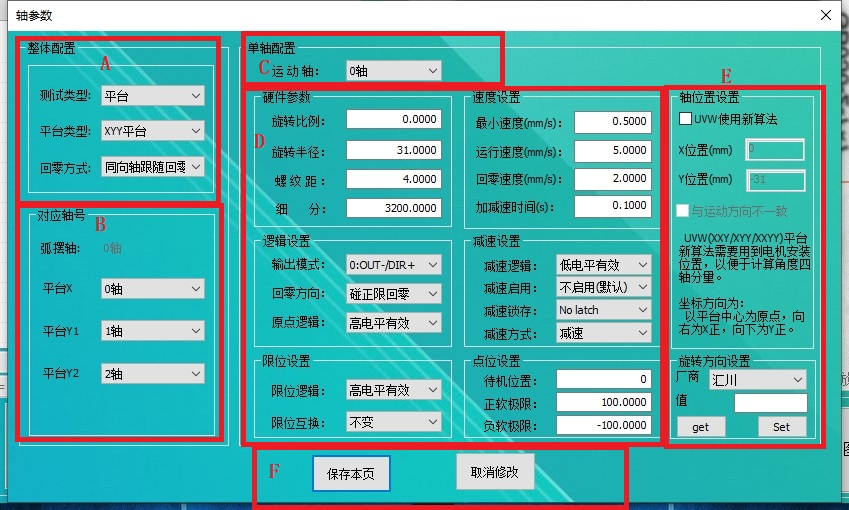 轴参数
整体配置
A
测试类型: 平台
平台类型: XYY平台
回零方式: 同向轴跟随回零
B
对应轴号
弧摆轴: 0轴
平台X 0轴
平台Y1 1轴
平台Y2 2轴
单轴配置
C 运动轴: 0轴
D
硬件参数
旋转比例: 0.0000
旋转半径: 31.0000
螺纹距: 4.0000
细 分: 3200.0000
速度设置
最小速度(mm/s): 0.5000
运行速度(mm/s): 5.0000
回零速度(mm/s): 2.0000
加减速时间(s): 0.1000
逻辑设置
输出模式: 0:OUT-/DIR+
回零方向: 碰正限回零
原点逻辑: 高电平有效
减速设置
减速逻辑: 低电平有效
减速启用: 不启用(默认)
减速锁存: No latch
减速方式: 减速
限位设置
限位逻辑: 高电平有效
限位互换: 不变
点位设置
待机位置: 0
正软极限: 100.0000
负软极限: -100.0000
E
轴位置设置
UVW使用新算法
X位置(mm) 0
Y位置(mm) -31
与运动方向不一致
UVW(XXY/XYY/XXYY)平台
新算法需要用到电机安装
位置，以便于计算角度四
轴分量。
坐标方向为:
以平台中心为原点，向
右为X正，向下为Y正。
旋转方向设置
厂商 汇川
值
get Set
F
保存本页 取消修改